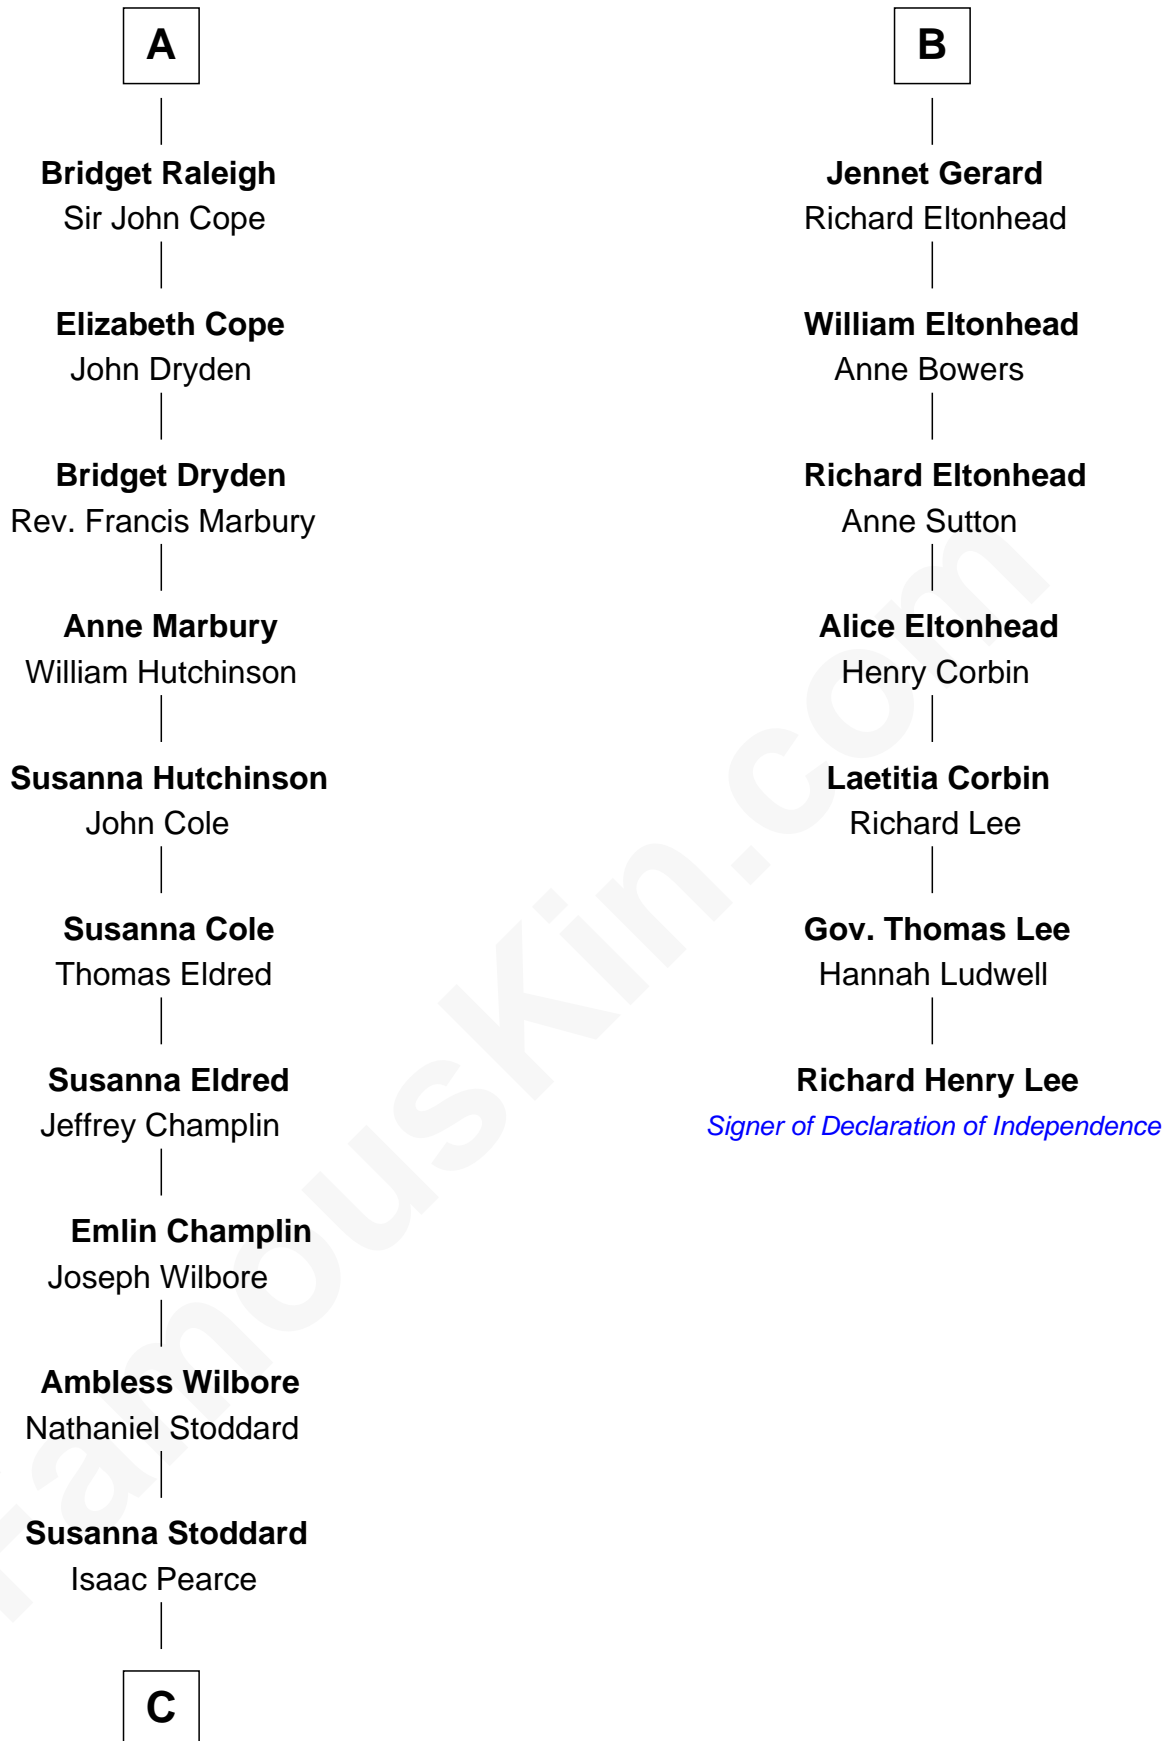 A
Bridget Raleigh
Sir John Cope
Elizabeth Cope
John Dryden
Bridget Dryden
Rev. Francis Marbury
Anne Marbury
William Hutchinson
Susanna Hutchinson
John Cole
Susanna Cole
Thomas Eldred
Susanna Eldred
Jeffrey Champlin
Emlin Champlin
Joseph Wilbore
Ambless Wilbore
Nathaniel Stoddard
Susanna Stoddard
Isaac Pearce
C
B
Jennet Gerard
Richard Eltonhead
William Eltonhead
Anne Bowers
Richard Eltonhead
Anne Sutton
Alice Eltonhead
Henry Corbin
Laetitia Corbin
Richard Lee
Gov. Thomas Lee
Hannah Ludwell
Richard Henry Lee
Signer of Declaration of Independence
FamousKin.com